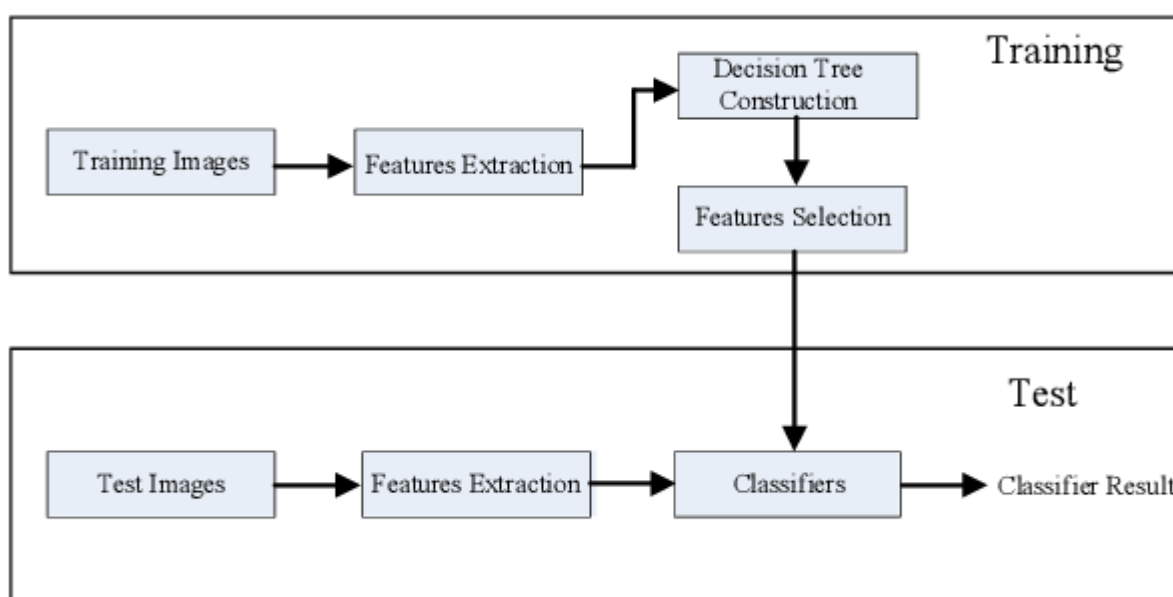 Training
Decision Tree
Construction
Training Images
Features Extraction
Features Selection
Test
Test Images
Features Extraction
Classifiers
Classifier Result